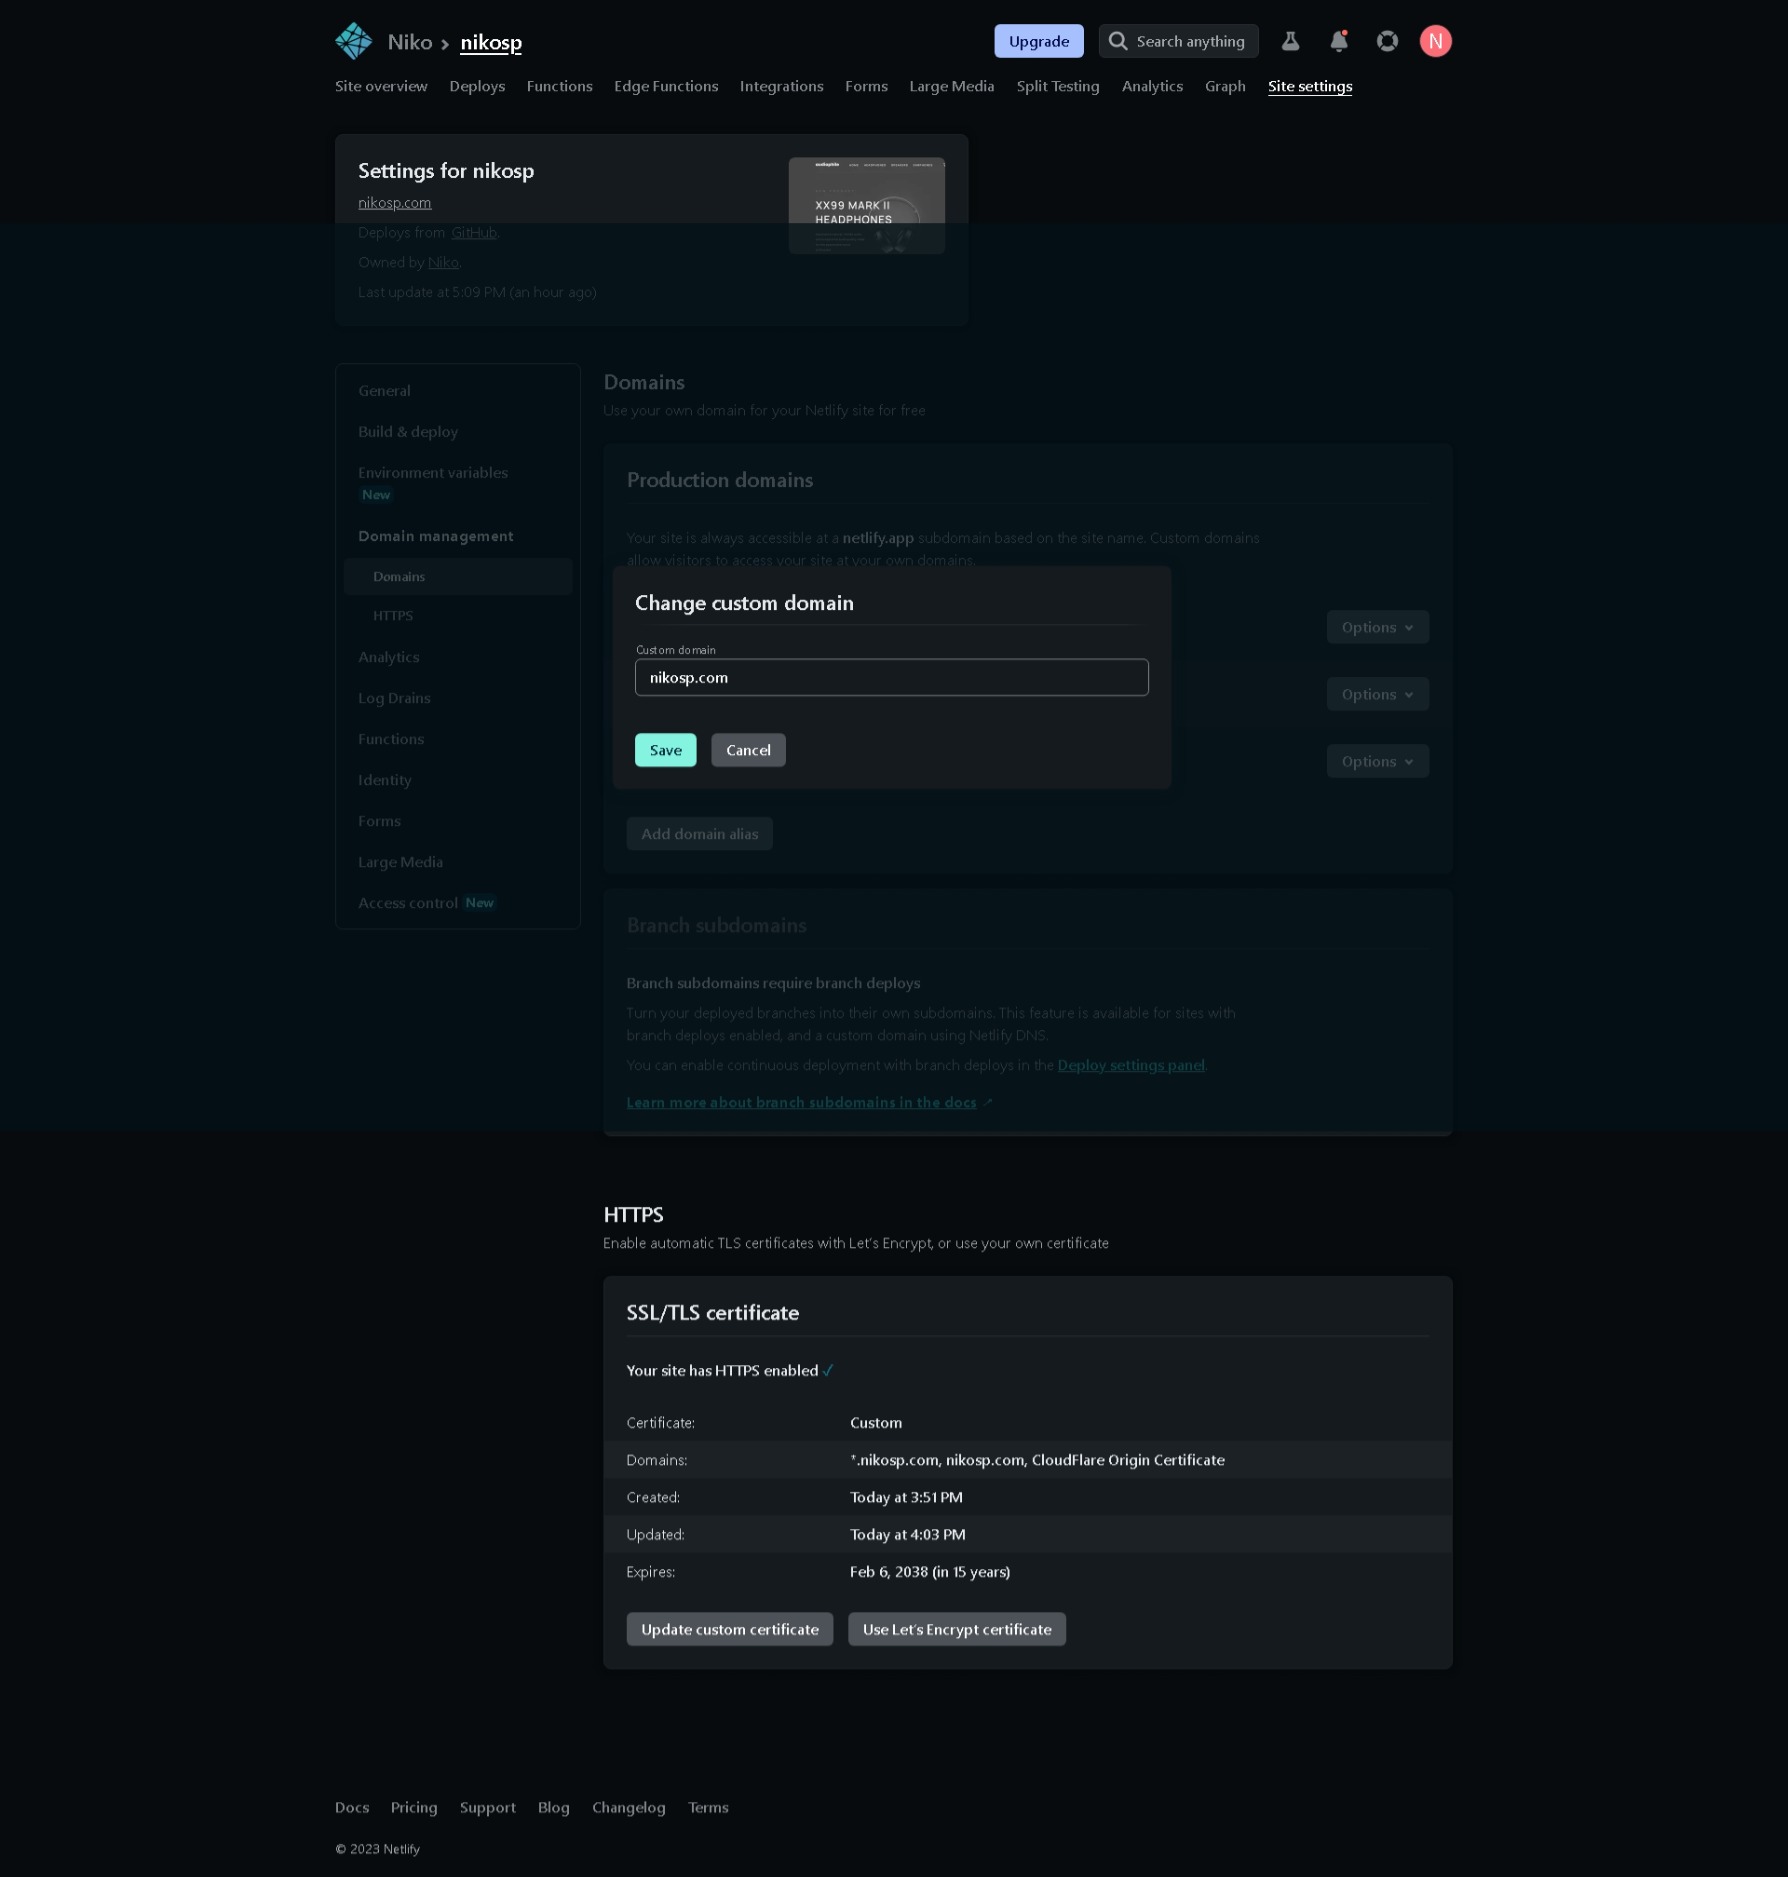 Niko
nikosp
Upgrade
Search anything
N
Site overview
Deploys
Functions
Edge Functions
Integrations
Forms
Large Media
Split Testing
Analytics
Graph
Site settings
Settings for nikosp
nikosp.com
Deploys from GitHub.
Owned by Niko.
Last update at 5:09 PM (an hour ago)
XX99 MARK II
HEADPHONES
General
Build & deploy
Environment variables
New
Domain management
Domains
HTTPS
Analytics
Log Drains
Functions
Identity
Forms
Large Media
Access control New
Domains
Use your own domain for your Netlify site for free
Production domains
Your site is always accessible at a netlify.app subdomain based on the site name. Custom domains
allow visitors to access your site at your own domains.
Change custom domain
Custom domain
nikosp.com
Save
Cancel
Options
Options
Options
Add domain alias
Branch subdomains
Branch subdomains require branch deploys
Turn your deployed branches into their own subdomains. This feature is available for sites with
branch deploys enabled, and a custom domain using Netlify DNS.
You can enable continuous deployment with branch deploys in the Deploy settings panel.
Learn more about branch subdomains in the docs ↗
HTTPS
Enable automatic TLS certificates with Let's Encrypt, or use your own certificate
SSL/TLS certificate
Your site has HTTPS enabled ✓
Certificate: Custom
Domains: *.nikosp.com, nikosp.com, CloudFlare Origin Certificate
Created: Today at 3:51 PM
Updated: Today at 4:03 PM
Expires: Feb 6, 2038 (in 15 years)
Update custom certificate
Use Let's Encrypt certificate
Docs
Pricing
Support
Blog
Changelog
Terms
© 2023 Netlify